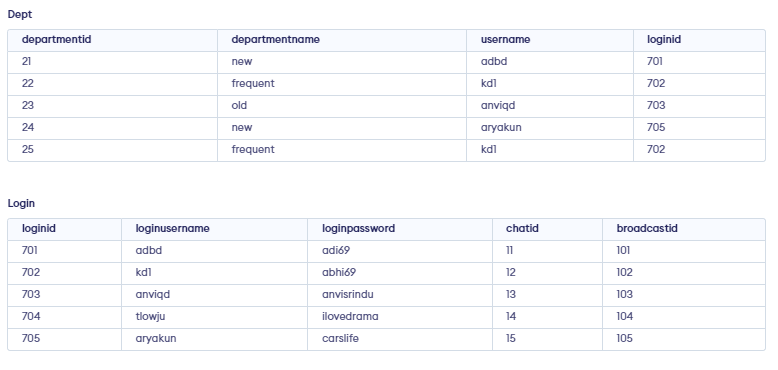 Dept
departmentid departmentname username loginid
21 new adbd 701
22 frequent kd1 702
23 old anviqd 703
24 new aryakun 705
25 frequent kd1 702
Login
loginid loginusername loginpassword chatid broadcastid
701 adbd adi69 11 101
702 kd1 abhi69 12 102
703 anviqd anvisrindu 13 103
704 tlowju ilovedrama 14 104
705 aryakun carslife 15 105